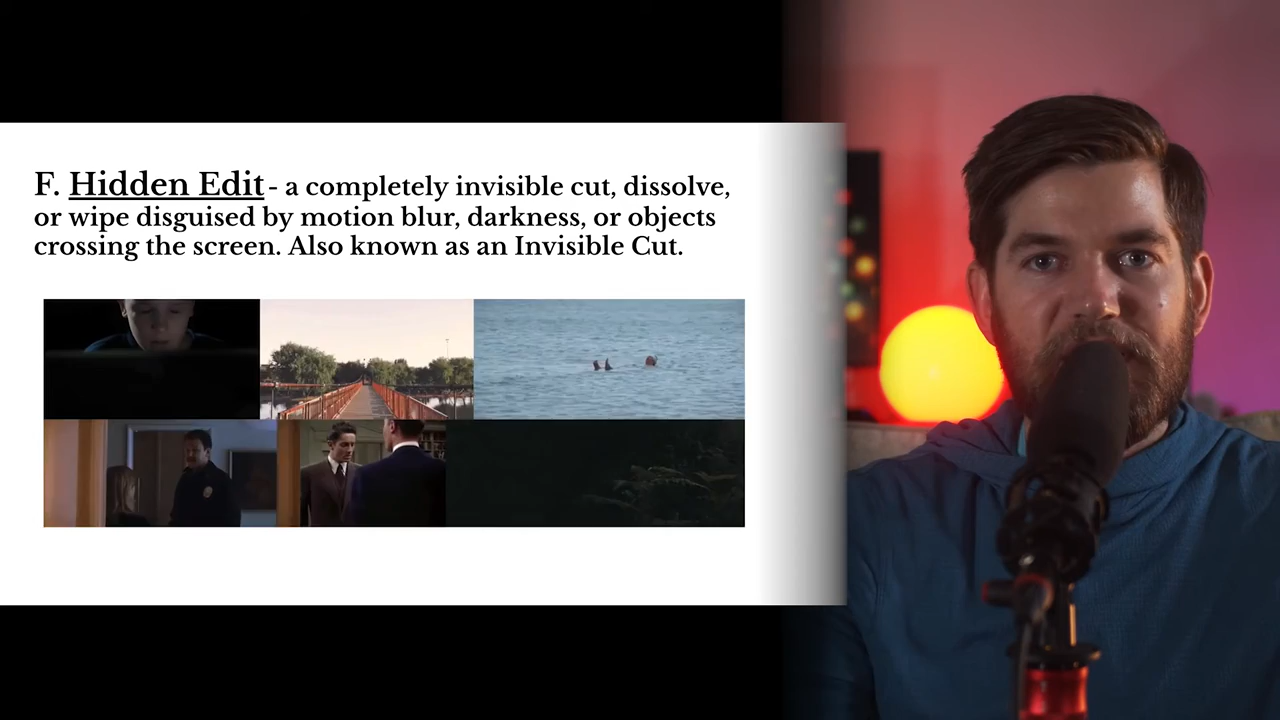 F. Hidden Edit - a completely invisible cut, dissolve,
or wipe disguised by motion blur, darkness, or objects
crossing the screen. Also known as an Invisible Cut.